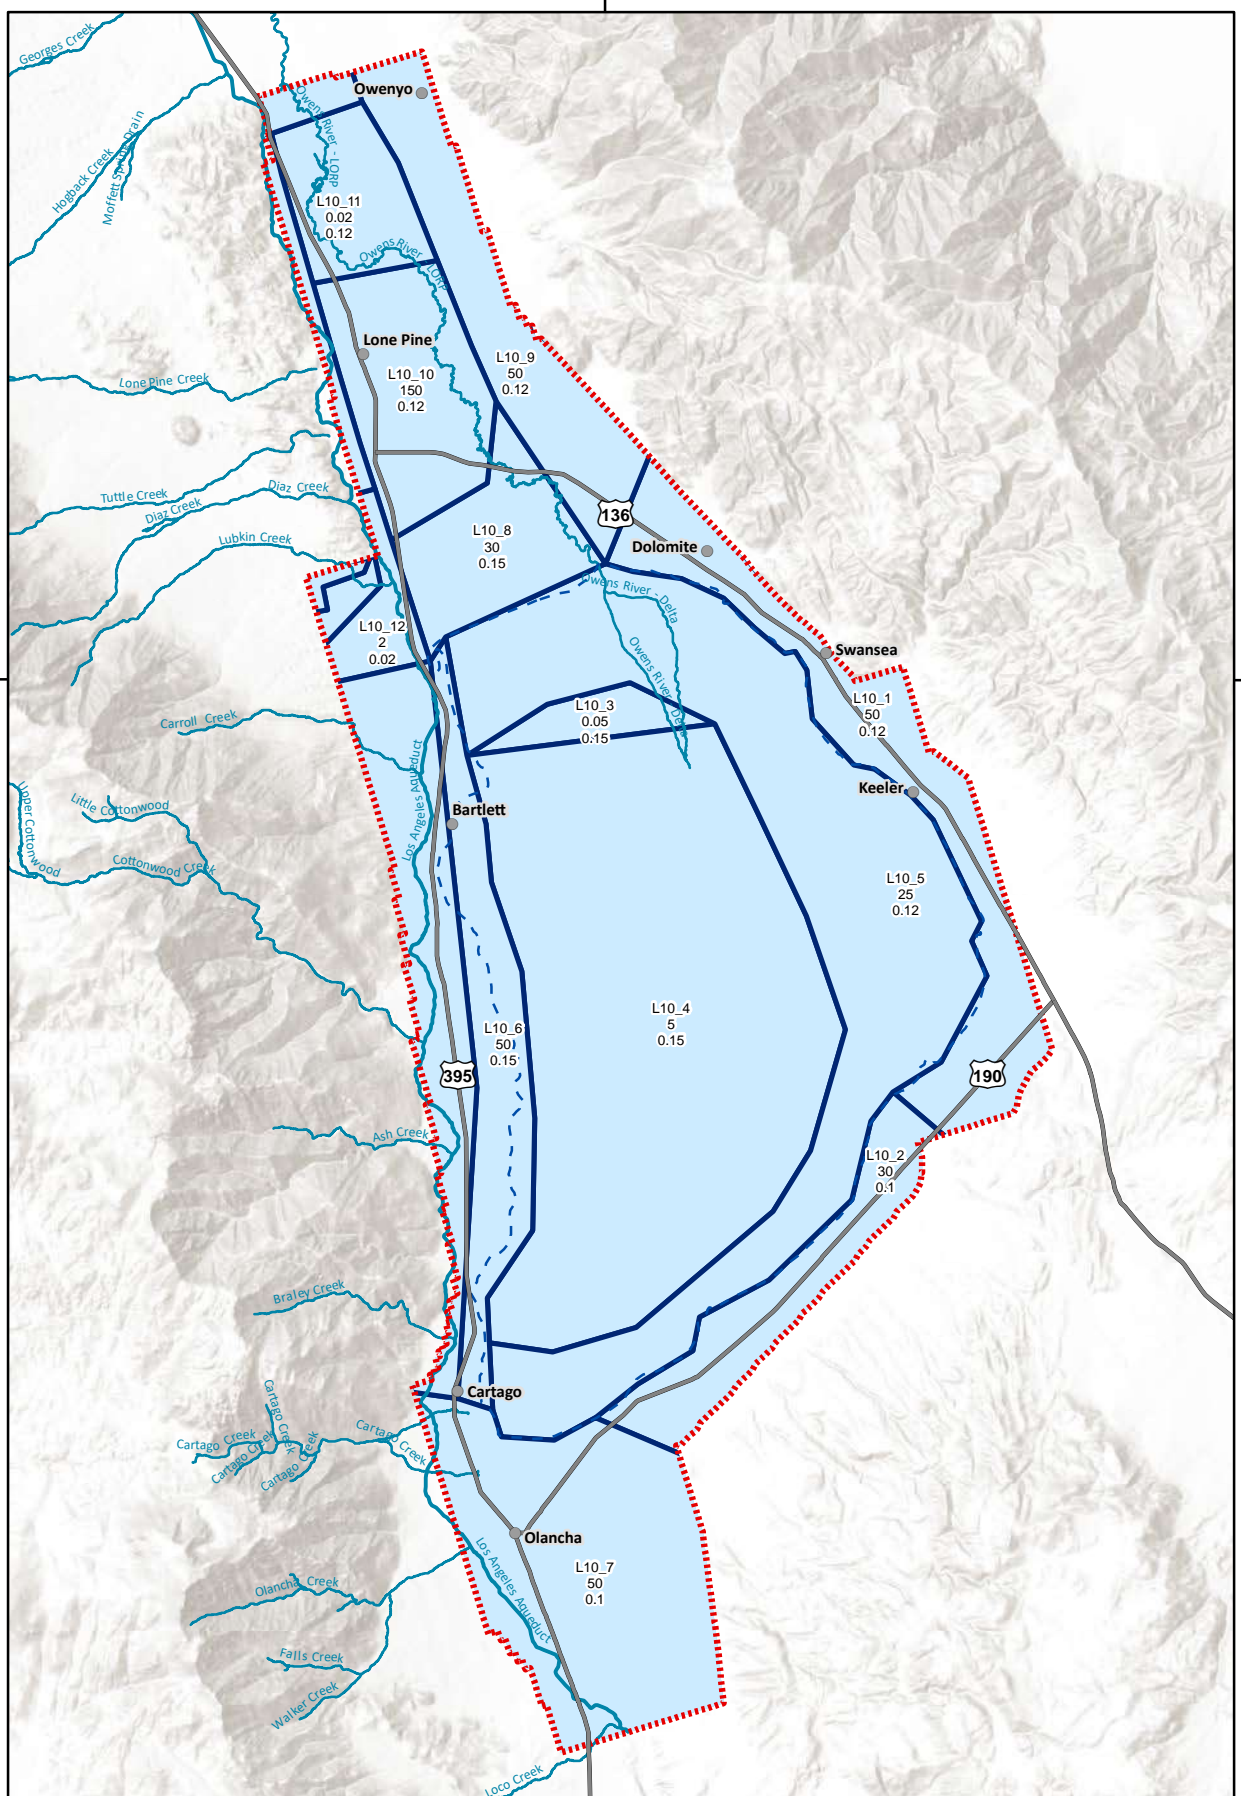 Georges Creek
Owenyo
Owens River - LORP
Moffett Spring Drain
Hogback Creek
L10_11
0.02
0.12
Owens River - LORP
Lone Pine
L10_9
50
0.12
Lone Pine Creek
L10_10
150
0.12
Tuttle Creek
Diaz Creek
Diaz Creek
136
Lubkin Creek
L10_8
30
0.15
Dolomite
Owens River - Delta
L10_12
2
0.02
Owens River - Delta
Swansea
L10_1
50
0.12
L10_3
0.05
0.15
Carroll Creek
Los Angeles Aqueduct
Keeler
Upper Cottonwood
Little Cottonwood
Bartlett
Cottonwood Creek
L10_5
25
0.12
L10_4
5
0.15
L10_6
50
0.15
395
190
Ash Creek
L10_2
30
0.1
Braley Creek
Cartago
Cartago Creek
Cartago Creek
Cartago Creek
Cartago Creek
Cartago Creek
Olancha
Los Angeles Aqueduct
L10_7
50
0.1
Olancha Creek
Falls Creek
Walker Creek
Loco Creek